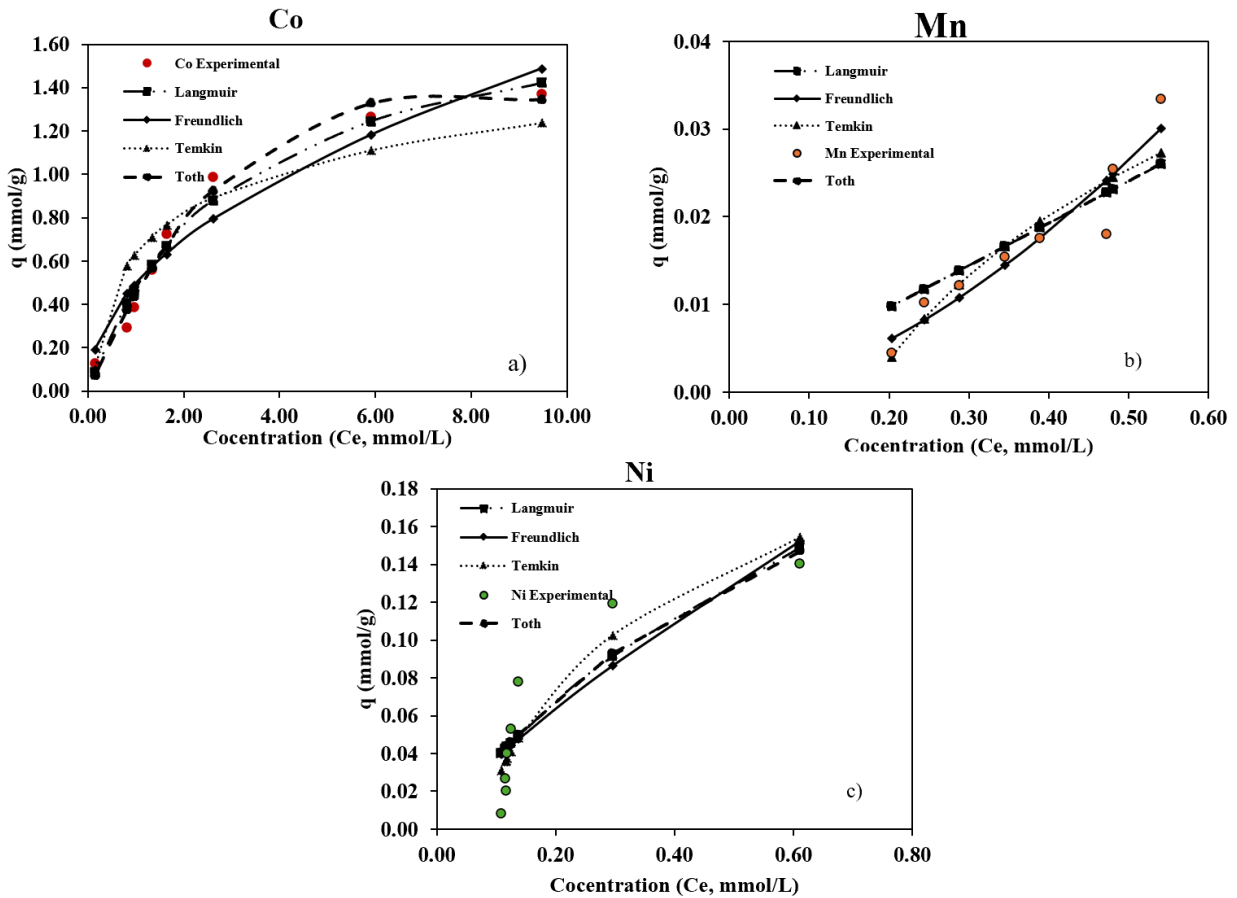 Co
1.60
1.40
1.20
1.00
0.80
0.60
0.40
0.20
0.00
q (mmol/g)
Co Experimental
Langmuir
Freundlich
Temkin
Toth
a)
0.00 2.00 4.00 6.00 8.00 10.00
Cocentration (Ce, mmol/L)
Mn
0.04
0.03
0.02
0.01
0.00
q (mmol/g)
Langmuir
Freundlich
Temkin
Mn Experimental
Toth
b)
0.00 0.10 0.20 0.30 0.40 0.50 0.60
Cocentration (Ce, mmol/L)
Ni
0.18
0.16
0.14
0.12
0.10
0.08
0.06
0.04
0.02
0.00
q (mmol/g)
Langmuir
Freundlich
Temkin
Ni Experimental
Toth
c)
0.00 0.20 0.40 0.60 0.80
Cocentration (Ce, mmol/L)